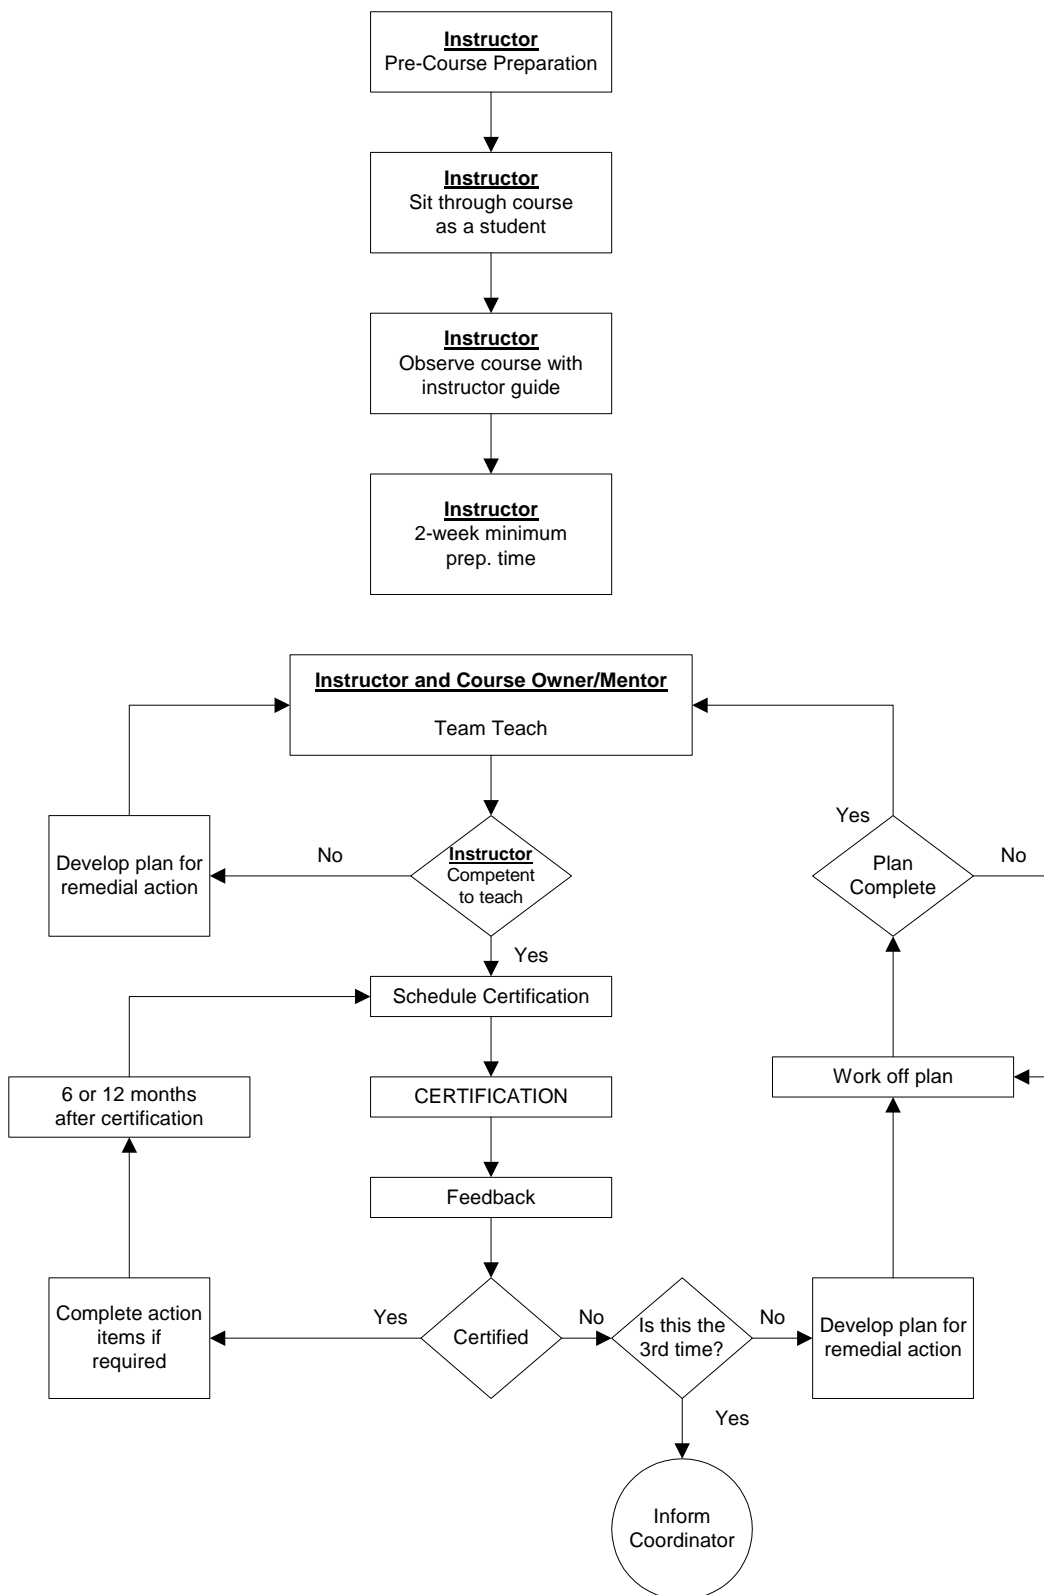 Instructor
Pre-Course Preparation
Instructor
Sit through course
as a student
Instructor
Observe course with
instructor guide
Instructor
2-week minimum
prep. time
Instructor and Course Owner/Mentor
Team Teach
Develop plan for
remedial action
No
Instructor
Competent
to teach
Yes
Yes
Plan
Complete
No
Schedule Certification
6 or 12 months
after certification
CERTIFICATION
Work off plan
Feedback
Complete action
items if
required
Yes
Certified
No
Is this the
3rd time?
No
Develop plan for
remedial action
Yes
Inform
Coordinator